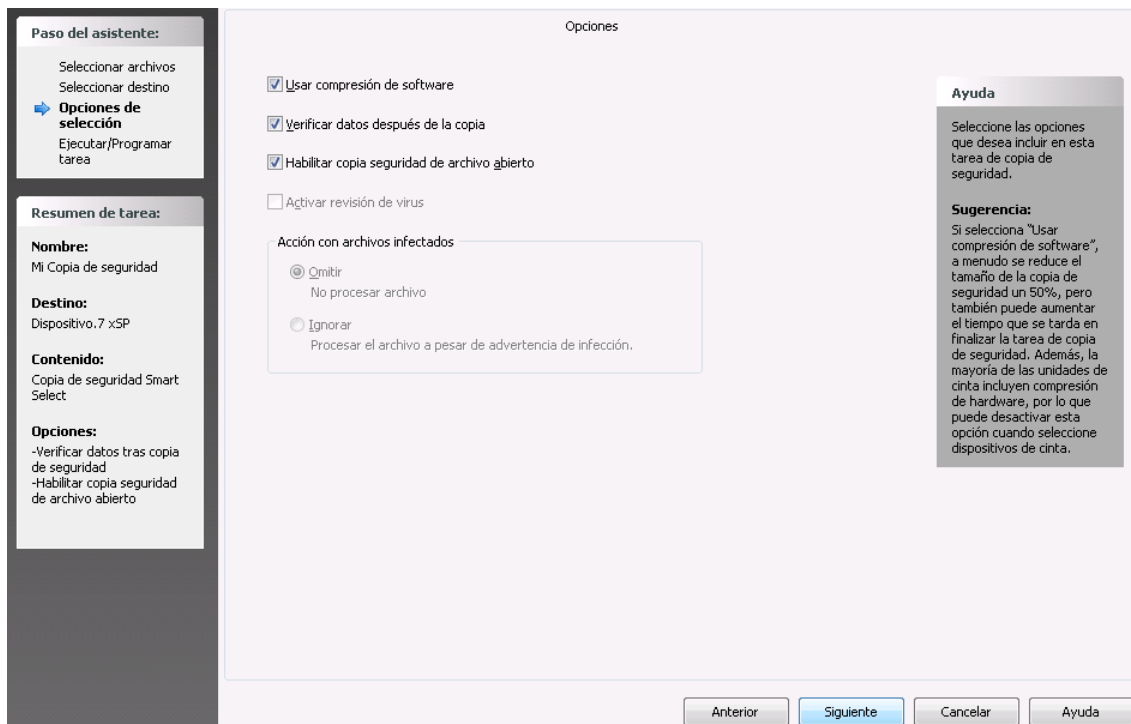 Paso del asistente:
Seleccionar archivos
Seleccionar destino
Opciones de
selección
Ejecutar/Programar
tarea
Resumen de tarea:
Nombre:
Mi Copia de seguridad
Destino:
Dispositivo.7 xSP
Contenido:
Copia de seguridad Smart
Select
Opciones:
-Verificar datos tras copia
de seguridad
-Habilitar copia seguridad
de archivo abierto
Opciones
Usar compresión de software
Verificar datos después de la copia
Habilitar copia seguridad de archivo abierto
Activar revisión de virus
Acción con archivos infectados
Omitir
No procesar archivo
Ignorar
Procesar el archivo a pesar de advertencia de infección.
Ayuda
Seleccione las opciones
que desea incluir en esta
tarea de copia de
seguridad.
Sugerencia:
Si selecciona "Usar
compresión de software",
a menudo se reduce el
tamaño de la copia de
seguridad un 50%, pero
también puede aumentar
el tiempo que se tarda en
finalizar la tarea de copia
de seguridad. Además, la
mayoría de las unidades de
cinta incluyen compresión
de hardware, por lo que
puede desactivar esta
opción cuando seleccione
dispositivos de cinta.
Anterior
Siguiente
Cancelar
Ayuda